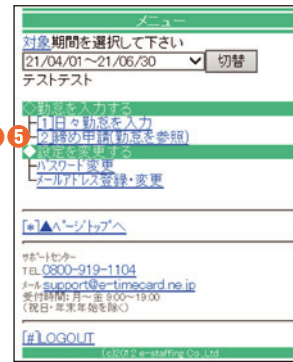 メニュー
対象期間を選択して下さい
21/04/01～21/06/30 切替
テストテスト
◇勤怠を入力する
[1]日々勤怠を入力
❺ [2]締め申請(勤怠を参照)
◆設定を変更する
パスワード変更
メールアドレス登録・変更
[*]▲ページトップへ
サポートセンター
TEL 0800-919-1104
メール support@e-timecard.ne.jp
受付時間:月～金 9:00～19:00
(祝日・年末年始を除く)
[#]LOGOUT
(c)2012 e-staffing Co.,Ltd